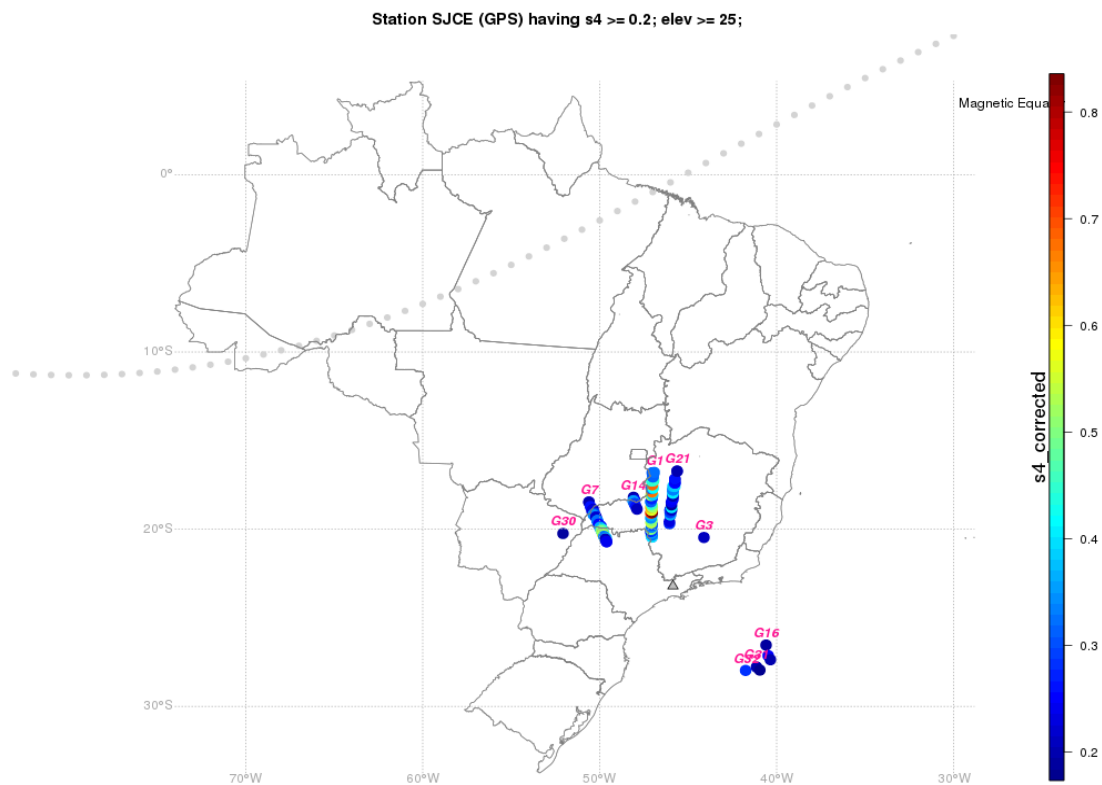 Station SJCE (GPS) having s4 >= 0.2; elev >= 25;
Magnetic Equa
0.8
0°
0.7
0.6
10°S
s4_corrected
0.5
G1 G21
G7 G14
0.4
G30 G3
20°S
0.3
G16
G32
30°S
0.2
70°W 60°W 50°W 40°W 30°W